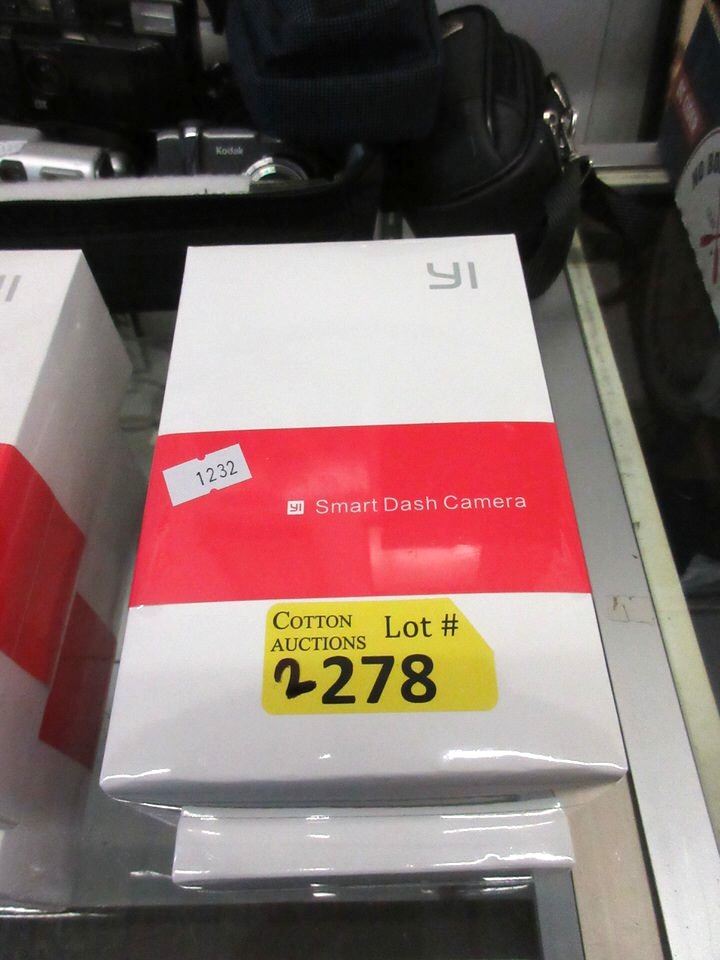 Kodak
YI
1232
YI Smart Dash Camera
COTTON
AUCTIONS
Lot #
2278